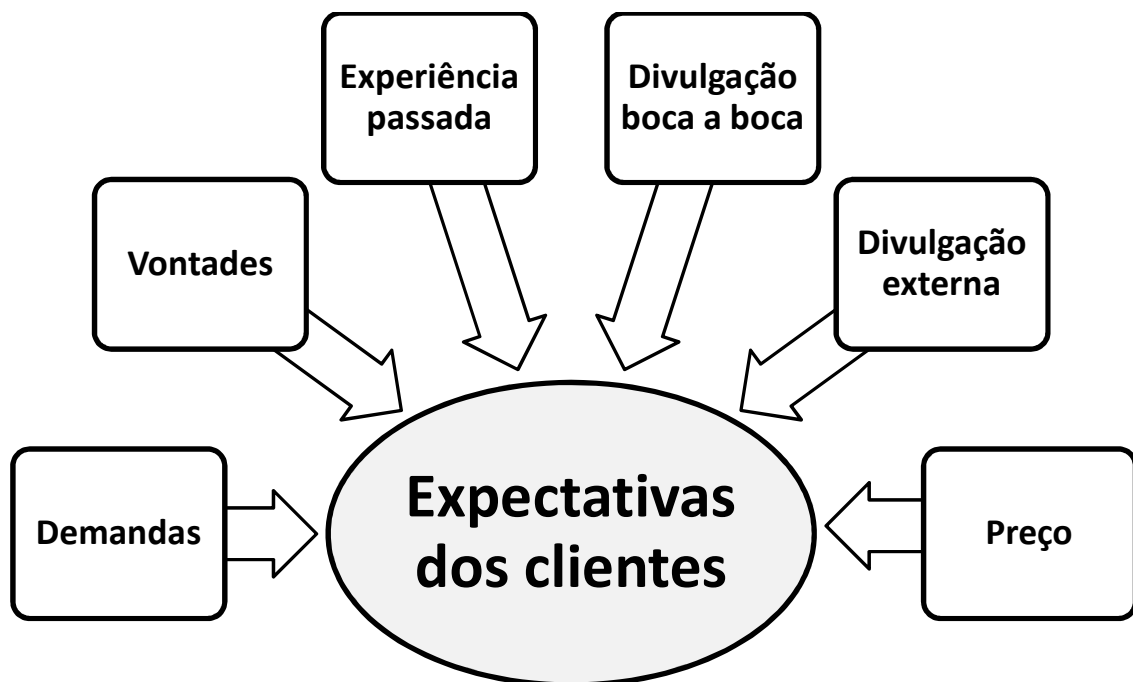 Experiência
passada
Divulgação
boca a boca
Vontades
Divulgação
externa
Demandas
Expectativas
dos clientes
Preço